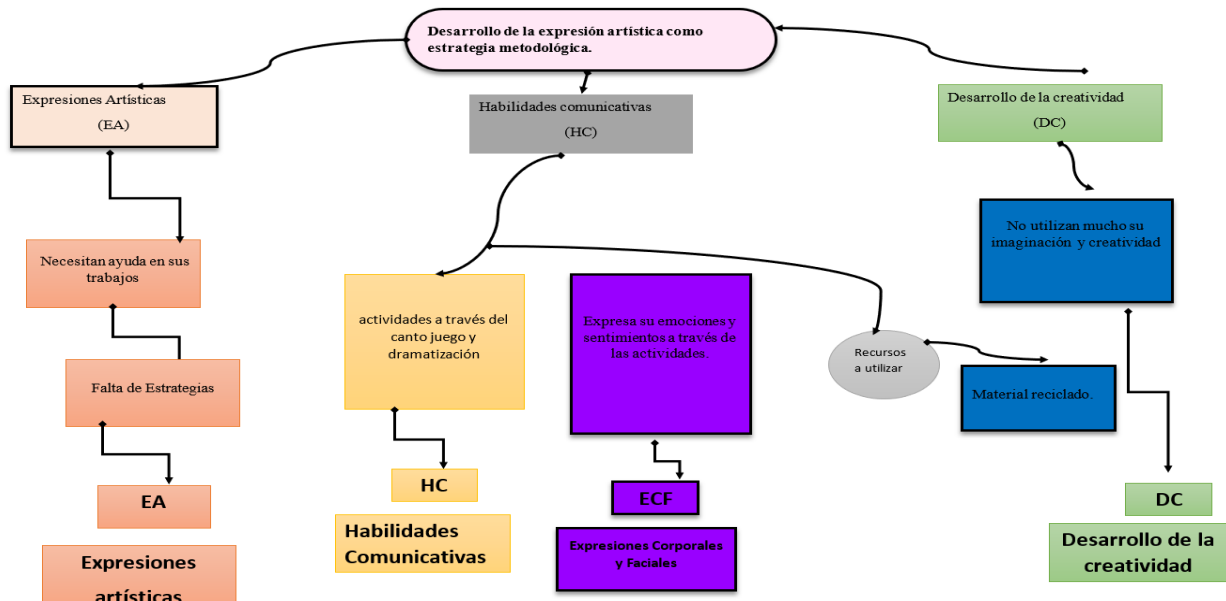 Desarrollo de la expresión artística como
estrategia metodológica.
Expresiones Artísticas
(EA)
Habilidades comunicativas
(HC)
Desarrollo de la creatividad
(DC)
Necesitan ayuda en sus
trabajos
Falta de Estrategias
EA
Expresiones
artísticas
actividades a través del
canto juego y
dramatización
HC
Habilidades
Comunicativas
Expresa su emociones y
sentimientos a través de
las actividades.
ECF
Expresiones Corporales
y Faciales
Recursos
a utilizar
Material reciclado.
No utilizan mucho su
imaginación y creatividad
DC
Desarrollo de la
creatividad